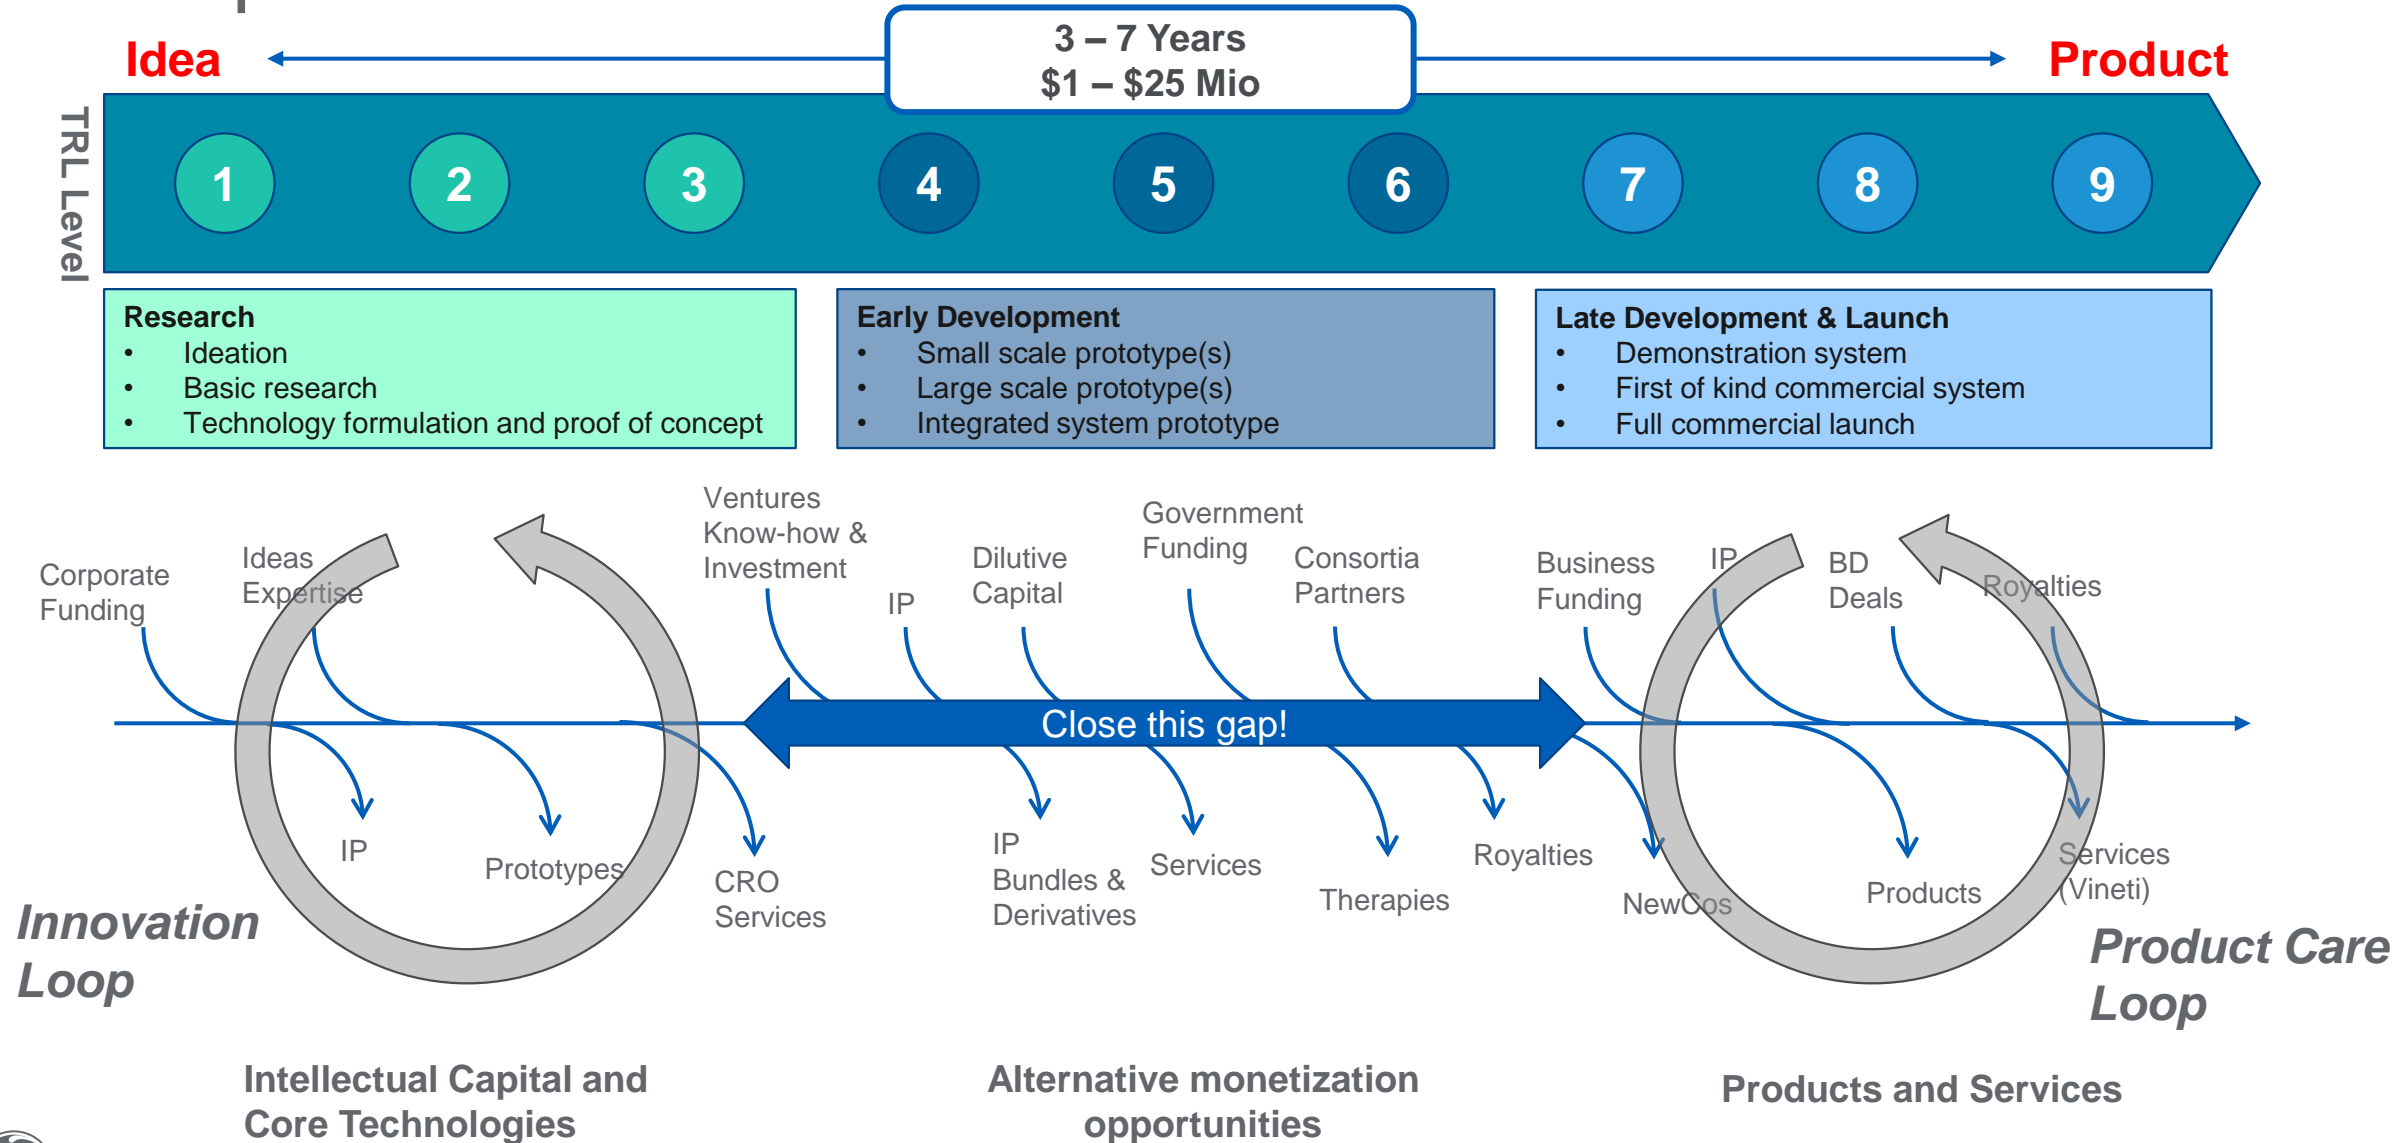 3 – 7 Years
$1 – $25 Mio
Idea
Product
TRL Level
1
2
3
4
5
6
7
8
9
Research
• Ideation
• Basic research
• Technology formulation and proof of concept
Early Development
• Small scale prototype(s)
• Large scale prototype(s)
• Integrated system prototype
Late Development & Launch
• Demonstration system
• First of kind commercial system
• Full commercial launch
Corporate
Funding
Ideas
Expertise
Ventures
Know-how &
Investment
IP
Dilutive
Capital
Government
Funding
Consortia
Partners
Business
Funding
IP
BD
Deals
Royalties
Close this gap!
IP
Prototypes
CRO
Services
IP
Bundles &
Derivatives
Services
Therapies
Royalties
NewCos
Products
Services
(Vineti)
Innovation
Loop
Product Care
Loop
Intellectual Capital and
Core Technologies
Alternative monetization
opportunities
Products and Services